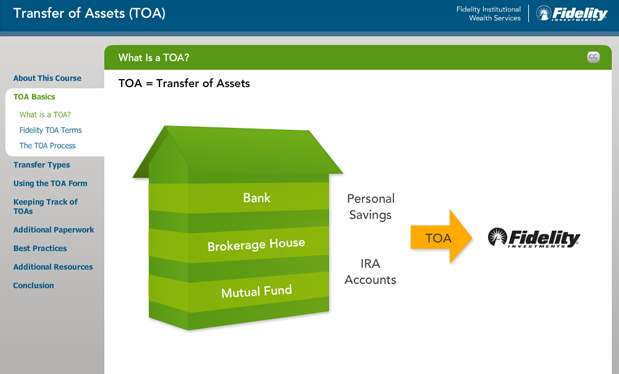 Transfer of Assets (TOA)
Fidelity Institutional
Wealth Services
Fidelity
INVESTMENTS
What Is a TOA?
CC
About This Course
TOA Basics
What is a TOA?
Fidelity TOA Terms
The TOA Process
Transfer Types
Using the TOA Form
Keeping Track of
TOAs
Additional Paperwork
Best Practices
Additional Resources
Conclusion
TOA = Transfer of Assets
Bank
Brokerage House
Mutual Fund
Personal
Savings
IRA
Accounts
TOA
Fidelity
INVESTMENTS